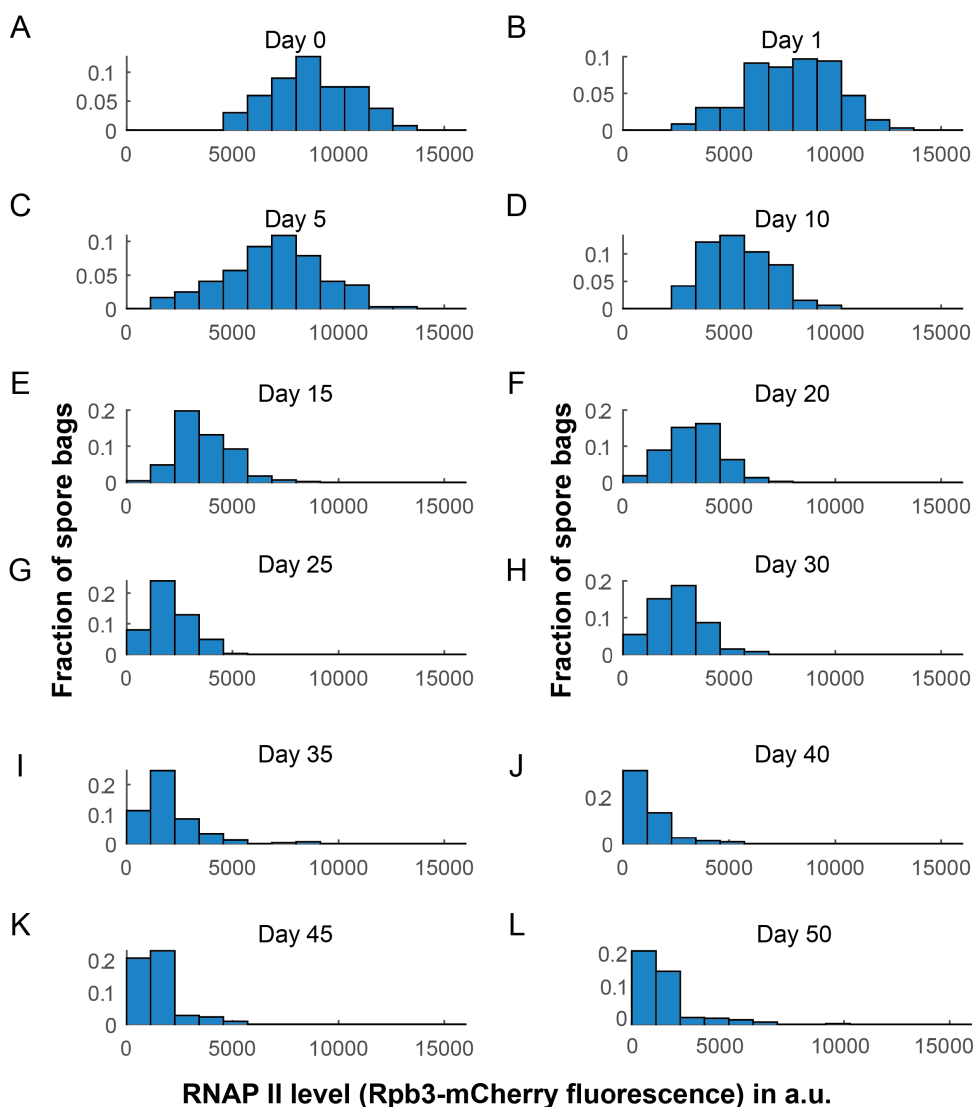 A
Day 0
0.1
0.05
0
0 5000 10000 15000
B
Day 1
0.1
0.05
0
0 5000 10000 15000
C
Day 5
0.1
0.05
0
0 5000 10000 15000
D
Day 10
0.1
0.05
0
0 5000 10000 15000
E
Day 15
0.2
0.1
0
0 5000 10000 15000
F
Day 20
0.2
0.1
0
0 5000 10000 15000
Fraction of spore bags
Fraction of spore bags
G
Day 25
0.2
0.1
0
0 5000 10000 15000
H
Day 30
0.2
0.1
0
0 5000 10000 15000
I
Day 35
0.2
0.1
0
0 5000 10000 15000
J
Day 40
0.2
0
0 5000 10000 15000
K
Day 45
0.2
0.1
0
0 5000 10000 15000
L
Day 50
0.2
0.1
0
0 5000 10000 15000
RNAP II level (Rpb3-mCherry fluorescence) in a.u.